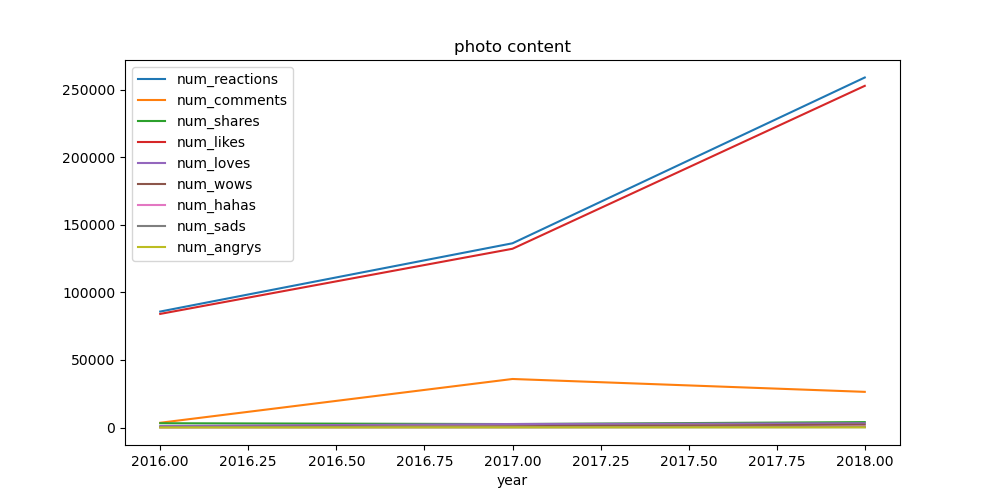 photo content
num_reactions
num_comments
num_shares
num_likes
num_loves
num_wows
num_hahas
num_sads
num_angrys
250000
200000
150000
100000
50000
0
2016.00 2016.25 2016.50 2016.75 2017.00 2017.25 2017.50 2017.75 2018.00
year